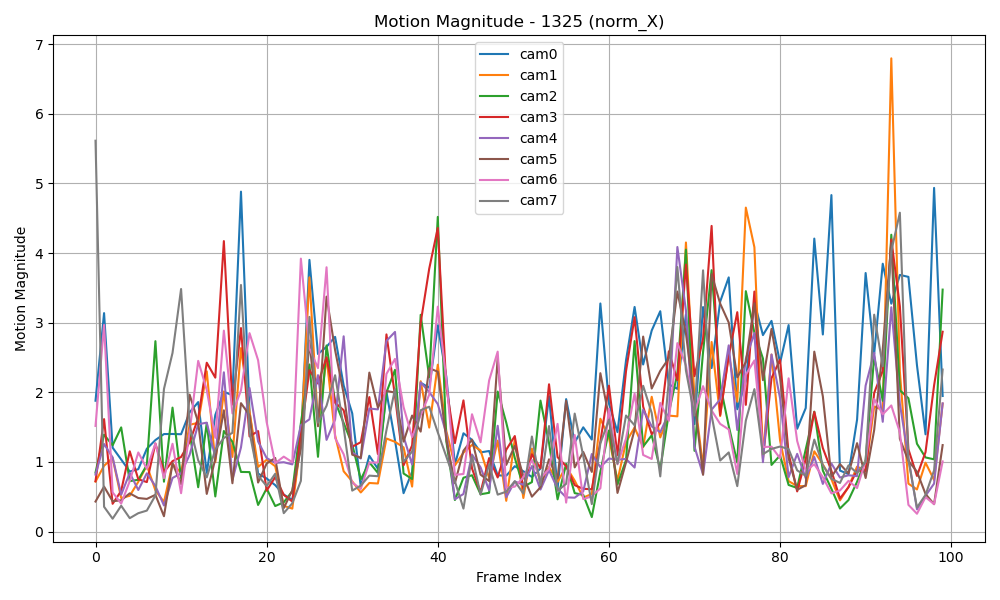 Motion Magnitude - 1325 (norm_X)
7
6
5
4
3
2
1
0
Motion Magnitude
cam0
cam1
cam2
cam3
cam4
cam5
cam6
cam7
0 20 40 60 80 100
Frame Index